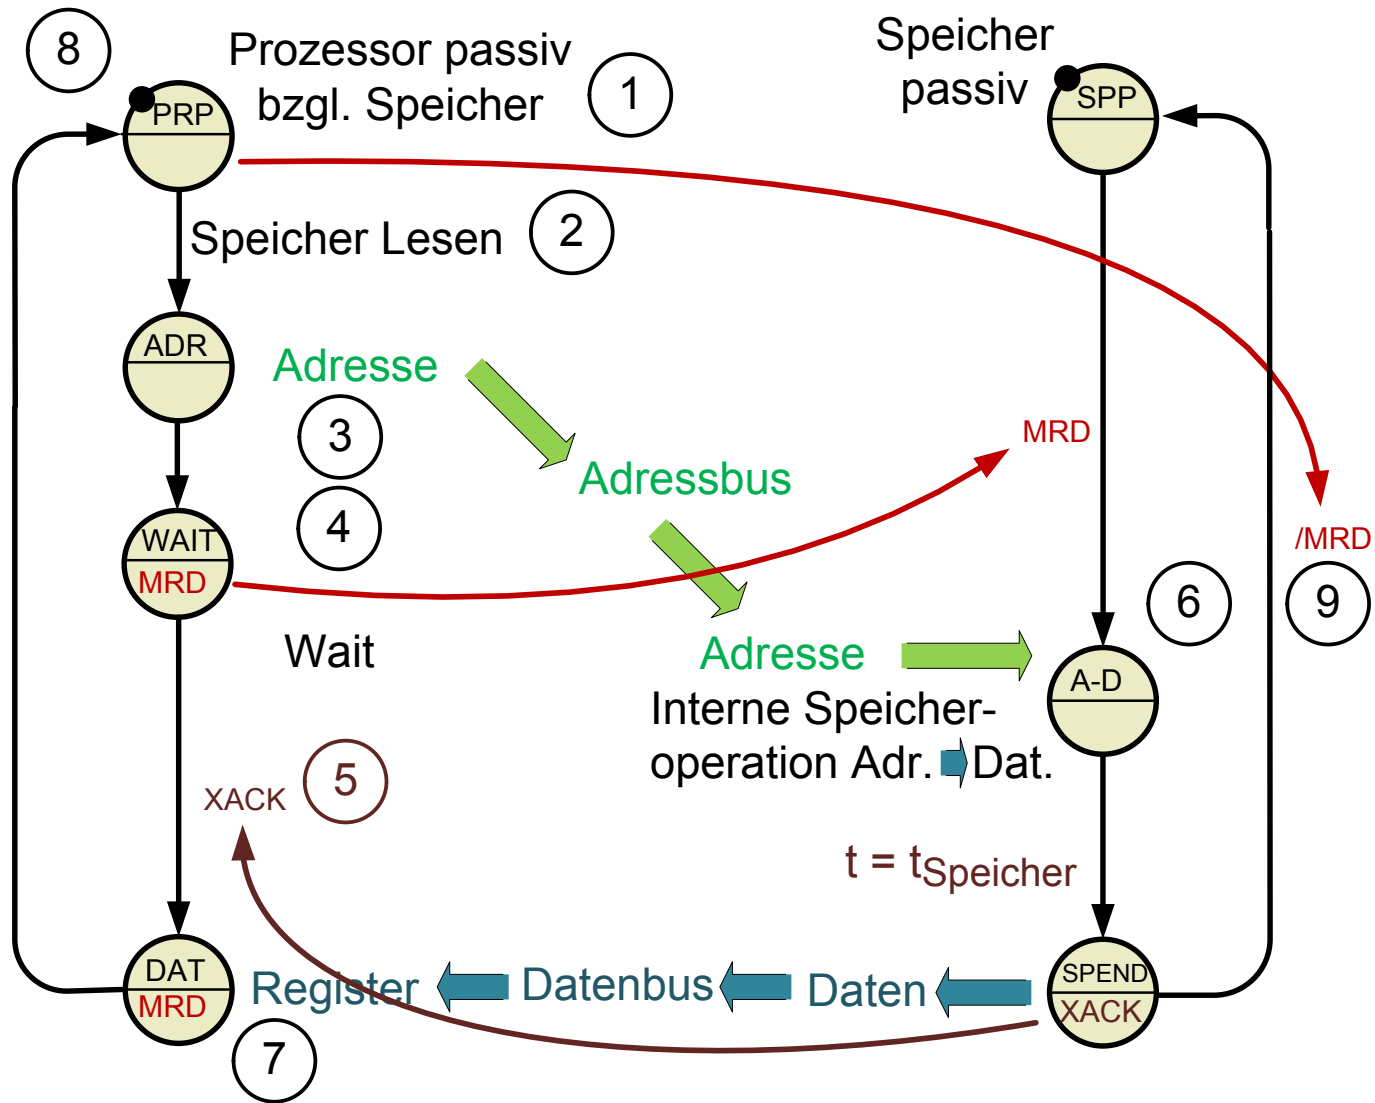 8
Prozessor passiv
bzgl. Speicher
1
Speicher
passiv
PRP
SPP
Speicher Lesen
2
ADR
Adresse
3
MRD
Adressbus
4
WAIT
MRD
/MRD
6
9
Wait
Adresse
A-D
Interne Speicher-
operation Adr. Dat.
XACK
5
t = tSpeicher
DAT
MRD
Register
Datenbus
Daten
SPEND
XACK
7